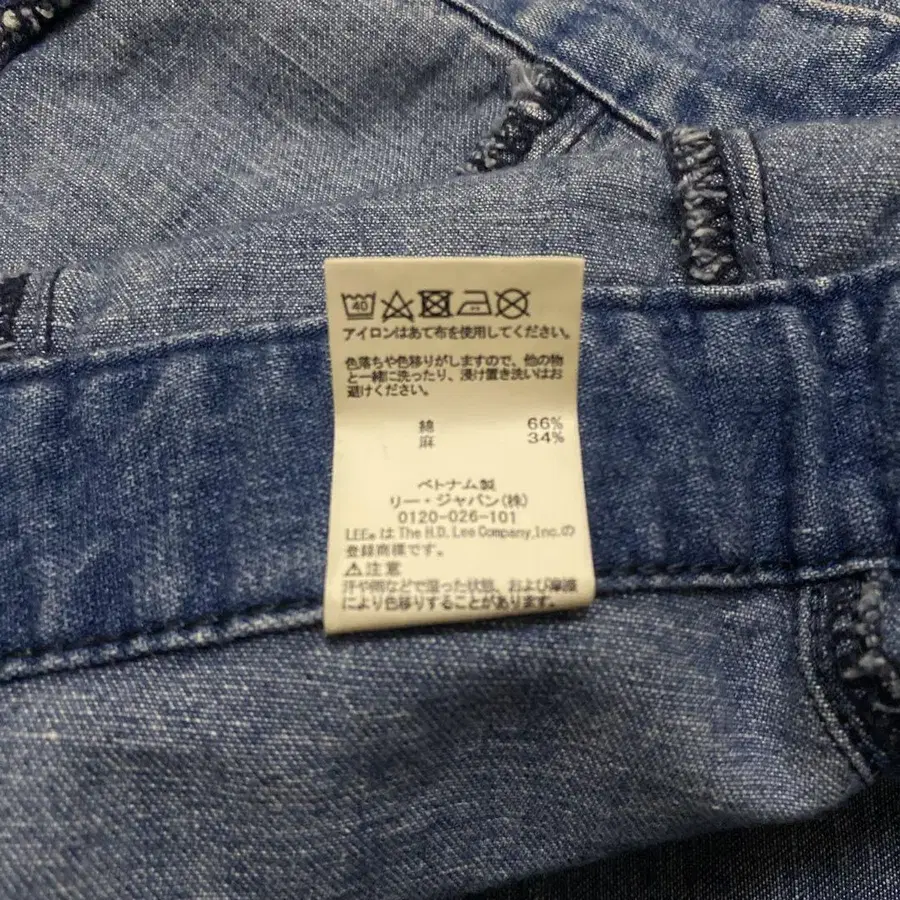 40
アイロンはあて布を使用してください。
色落ちや色移りがしますので、他の物
と一緒に洗ったり、浸け置き洗いはお
避けください。
綿 66%
麻 34%
ベトナム製
リー・ジャパン(株)
0120-026-101
LEE® は The H.D. Lee Company,Inc.の
登録商標です。
⚠注意
汗や雨などで湿った状態、および摩擦
により色移りすることがあります。